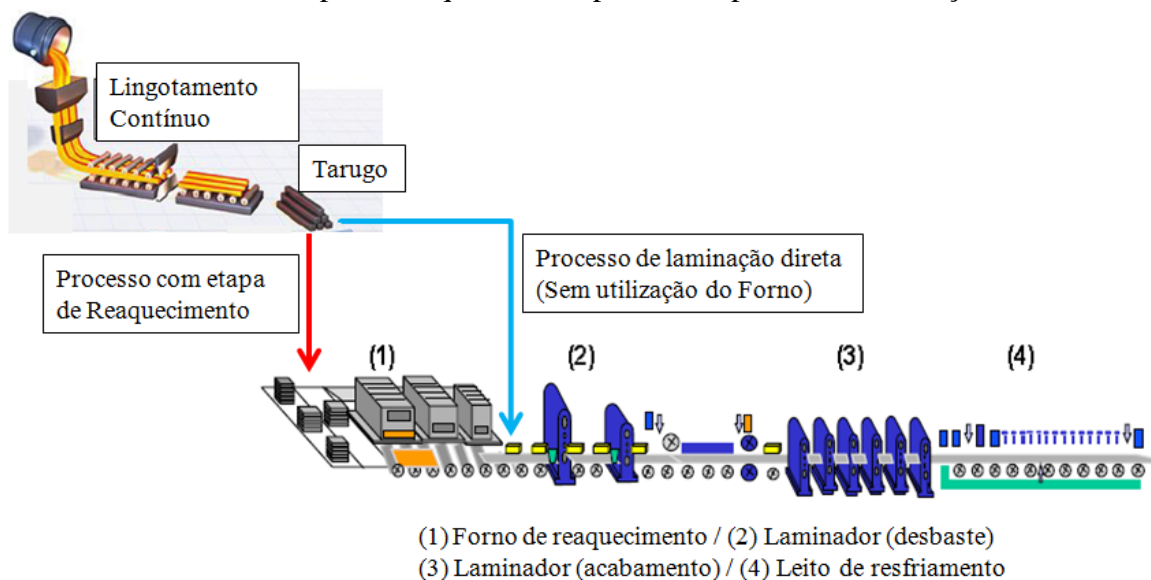 Lingotamento
Contínuo
Tarugo
Processo com etapa
de Reaquecimento
Processo de laminação direta
(Sem utilização do Forno)
(1)
(2)
(3)
(4)
(1) Forno de reaquecimento / (2) Laminador (desbaste)
(3) Laminador (acabamento) / (4) Leito de resfriamento